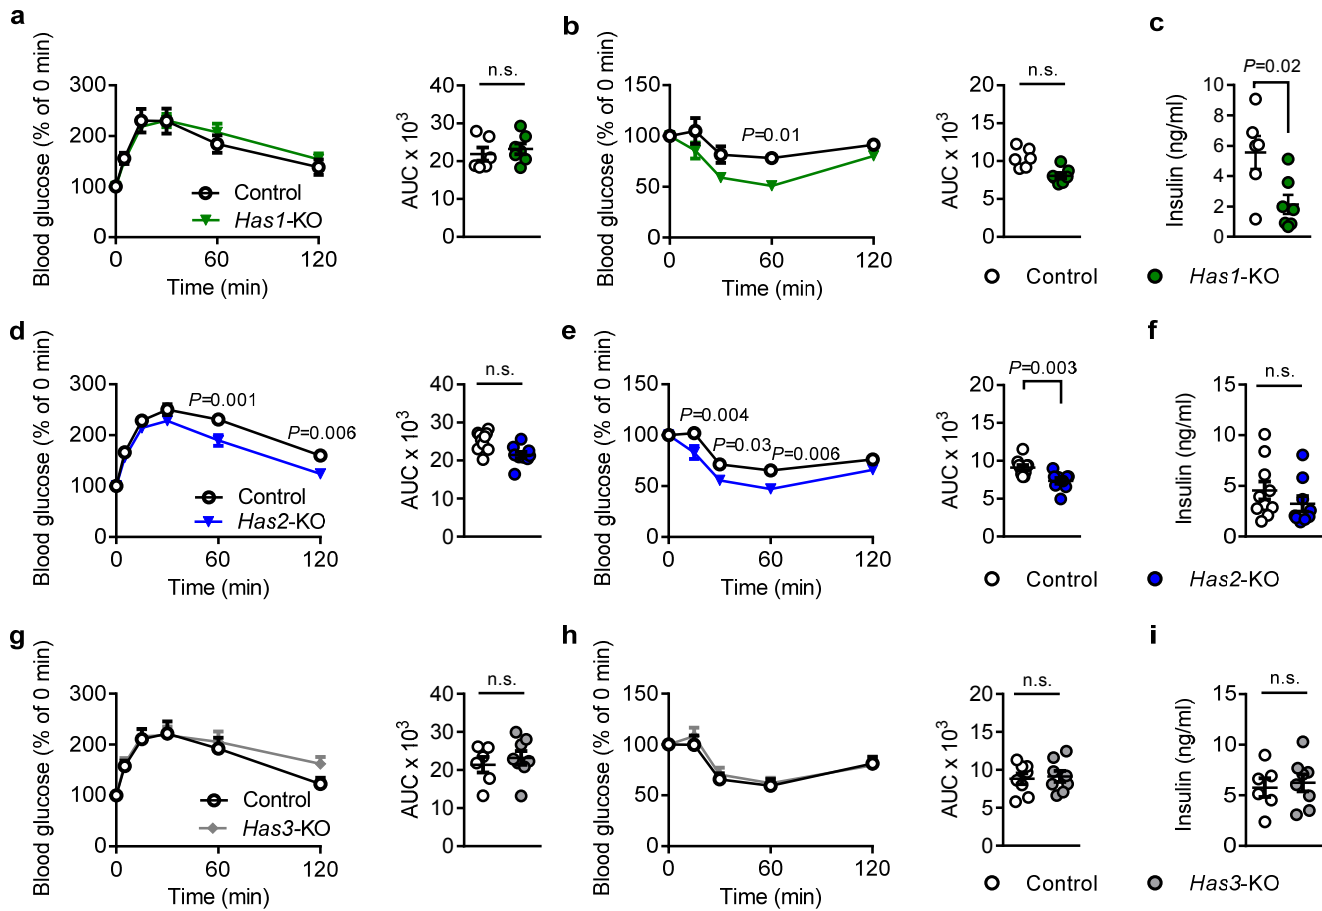 a
Blood glucose (% of 0 min)
300
200
100
0
0
60
120
Time (min)
Control
Has1-KO
AUC x 10³
40
30
20
10
0
n.s.
b
Blood glucose (% of 0 min)
150
100
50
0
P=0.01
0
60
120
Time (min)
AUC x 10³
20
15
10
5
0
n.s.
c
Insulin (ng/ml)
10
8
6
4
2
0
P=0.02
Control
Has1-KO
d
Blood glucose (% of 0 min)
300
200
100
0
P=0.001
P=0.006
Control
Has2-KO
0
60
120
Time (min)
AUC x 10³
40
30
20
10
0
n.s.
e
Blood glucose (% of 0 min)
150
100
50
0
P=0.004
P=0.03
P=0.006
0
60
120
Time (min)
AUC x 10³
20
15
10
5
0
P=0.003
f
Insulin (ng/ml)
15
10
5
0
n.s.
Control
Has2-KO
g
Blood glucose (% of 0 min)
300
200
100
0
Control
Has3-KO
0
60
120
Time (min)
AUC x 10³
40
30
20
10
0
n.s.
h
Blood glucose (% of 0 min)
150
100
50
0
0
60
120
Time (min)
AUC x 10³
20
15
10
5
0
n.s.
i
Insulin (ng/ml)
15
10
5
0
n.s.
Control
Has3-KO